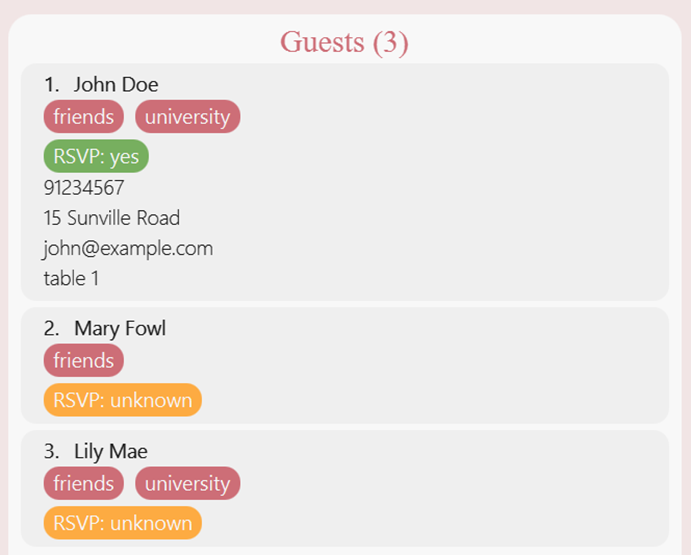 Guests (3)
1. John Doe
friends university
RSVP: yes
91234567
15 Sunville Road
john@example.com
table 1
2. Mary Fowl
friends
RSVP: unknown
3. Lily Mae
friends university
RSVP: unknown